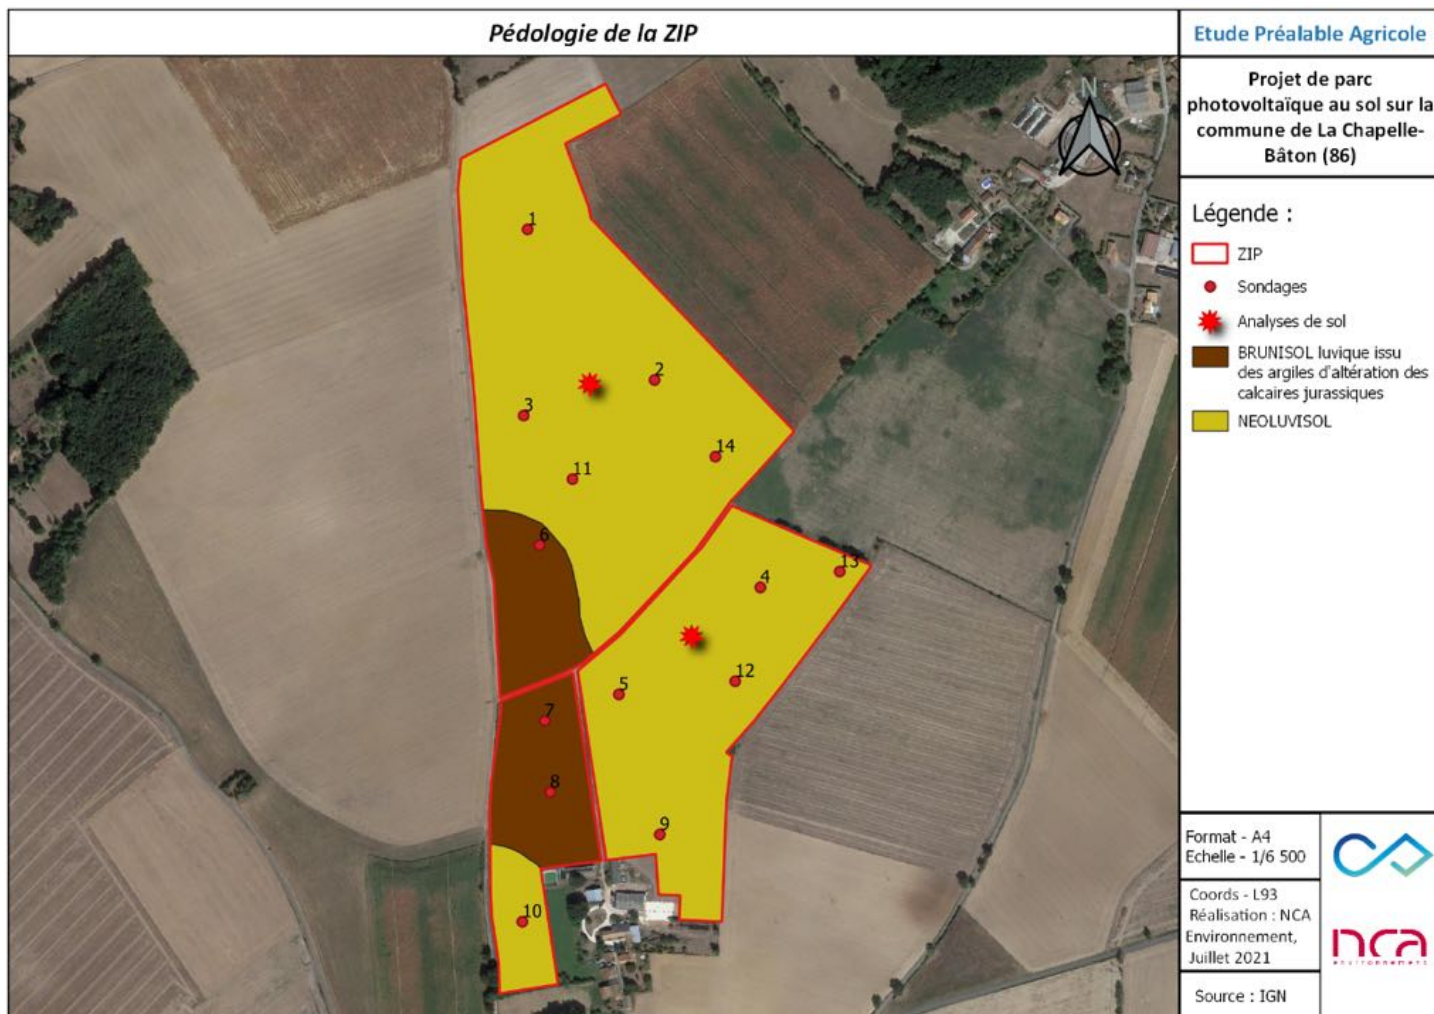 Pédologie de la ZIP
Etude Préalable Agricole
Projet de parc
photovoltaïque au sol sur la
commune de La Chapelle-
Bâton (86)
N
1
2
3
14
11
6
13
4
12
5
7
8
9
10
Légende :
ZIP
Sondages
Analyses de sol
BRUNISOL luvique issu
des argiles d'altération des
calcaires jurassiques
NEOLUVISOL
Format - A4
Echelle - 1/6 500
Coords - L93
Réalisation : NCA
Environnement,
Juillet 2021
Source : IGN
nca
environnement